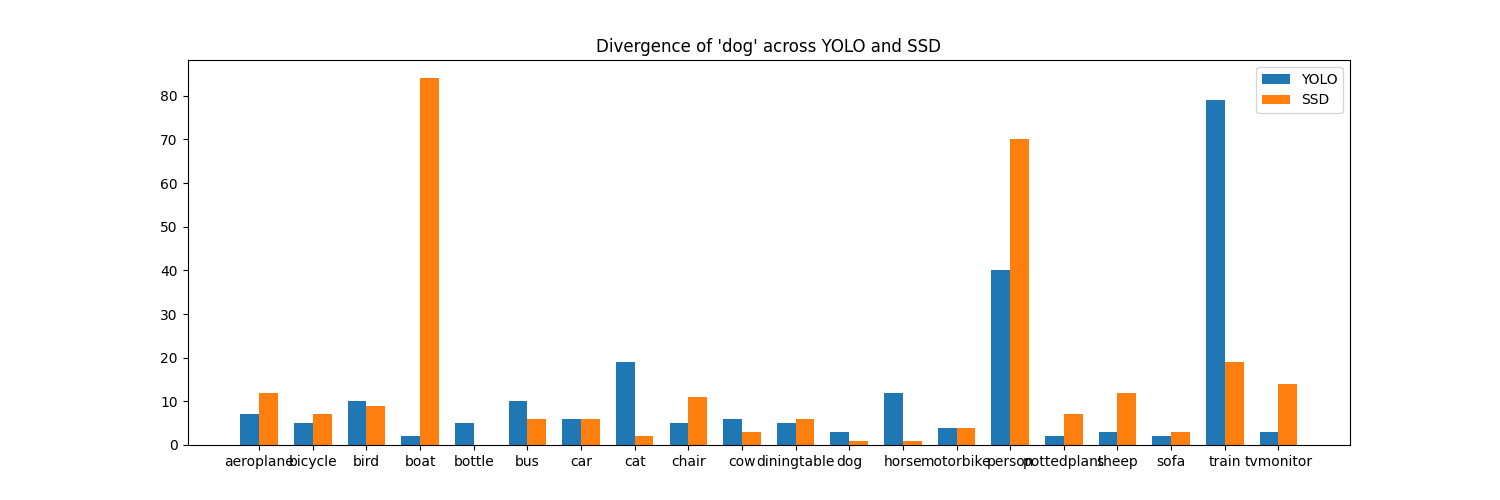 Divergence of 'dog' across YOLO and SSD
YOLO
SSD
80
70
60
50
40
30
20
10
0
aeroplane bicycle bird boat bottle bus car cat chair cow diningtable dog horse motorbike person pottedplant sheep sofa train tvmonitor